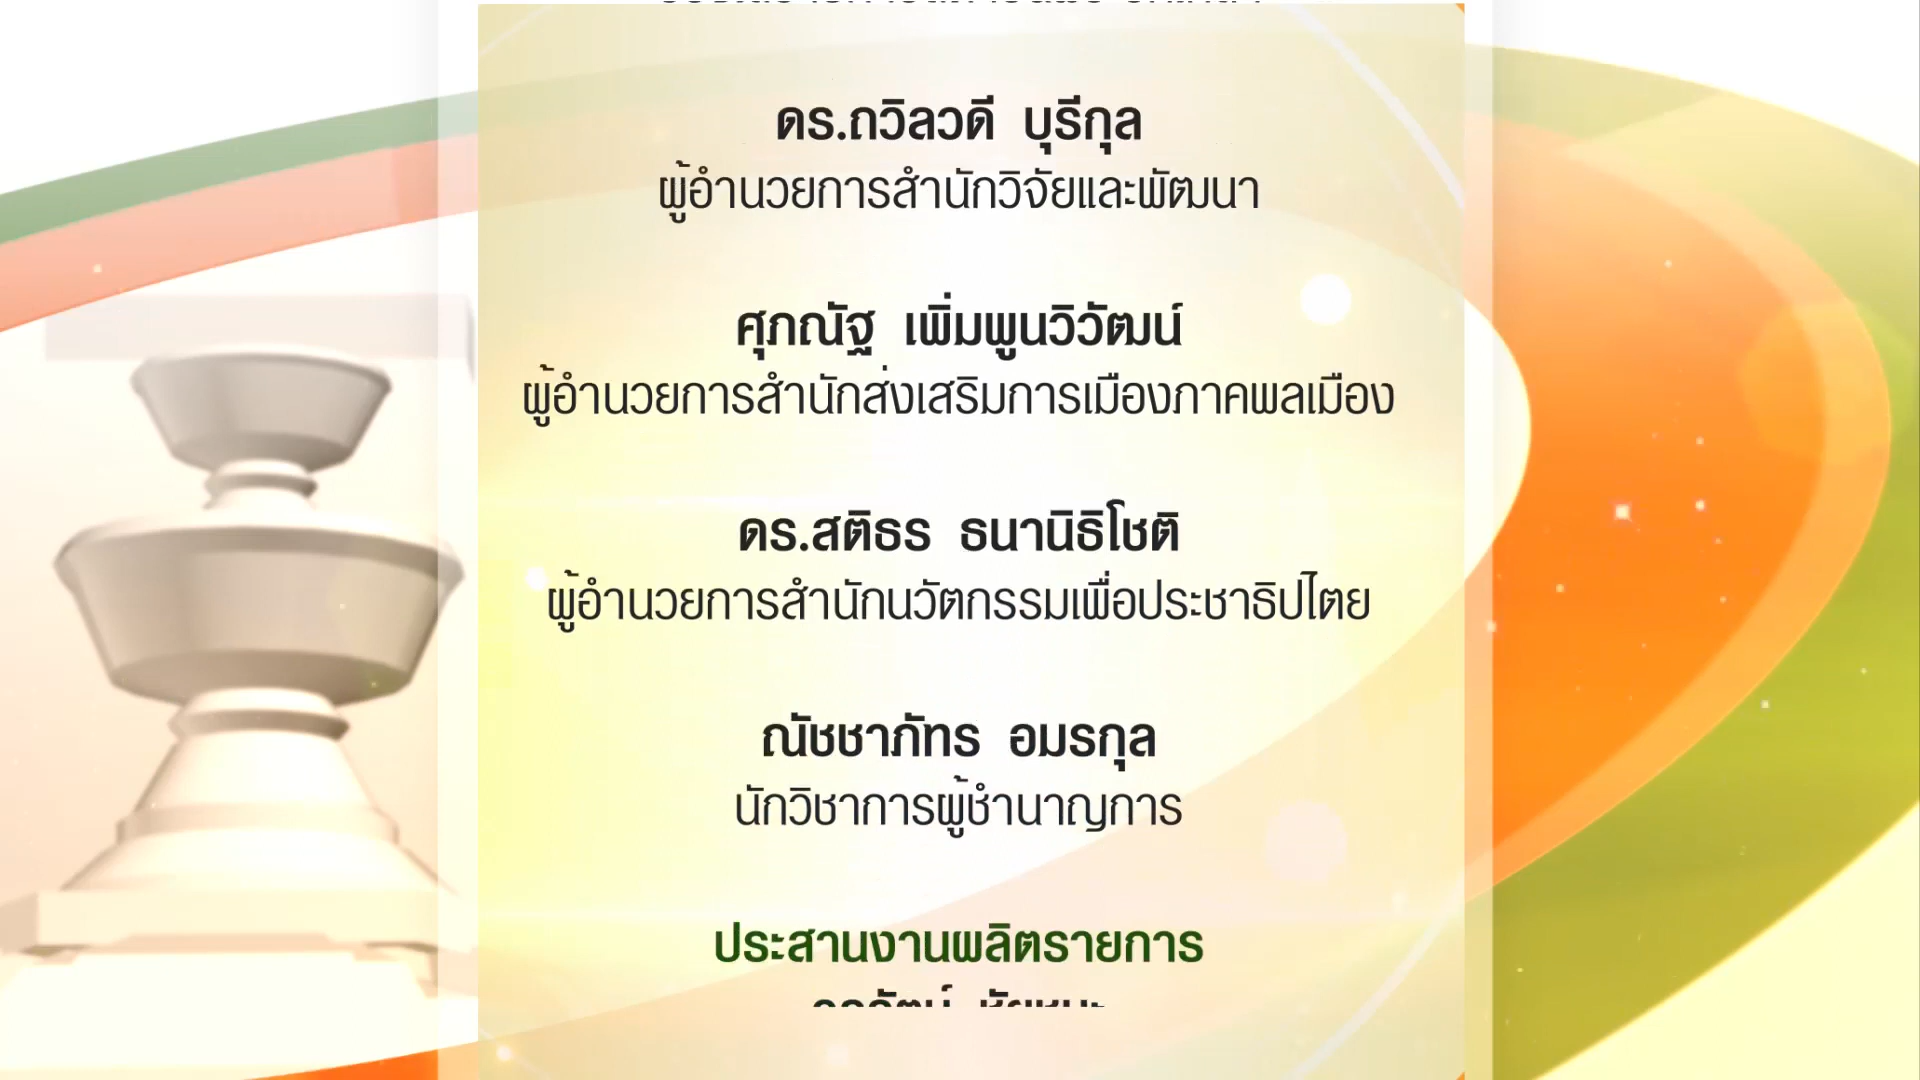 ดร.ถวิลวดี บุรีกุล
ผู้อำนวยการสำนักวิจัยและพัฒนา
ศุภณัฐ เพิ่มพูนวิวัฒน์
ผู้อำนวยการสำนักส่งเสริมการเมืองภาคพลเมือง
ดร.สติธร ธนานิธิโชติ
ผู้อำนวยการสำนักนวัตกรรมเพื่อประชาธิปไตย
ณัชชาภัทร อมรกุล
นักวิชาการผู้ชำนาญการ
ประสานงานผลิตรายการ